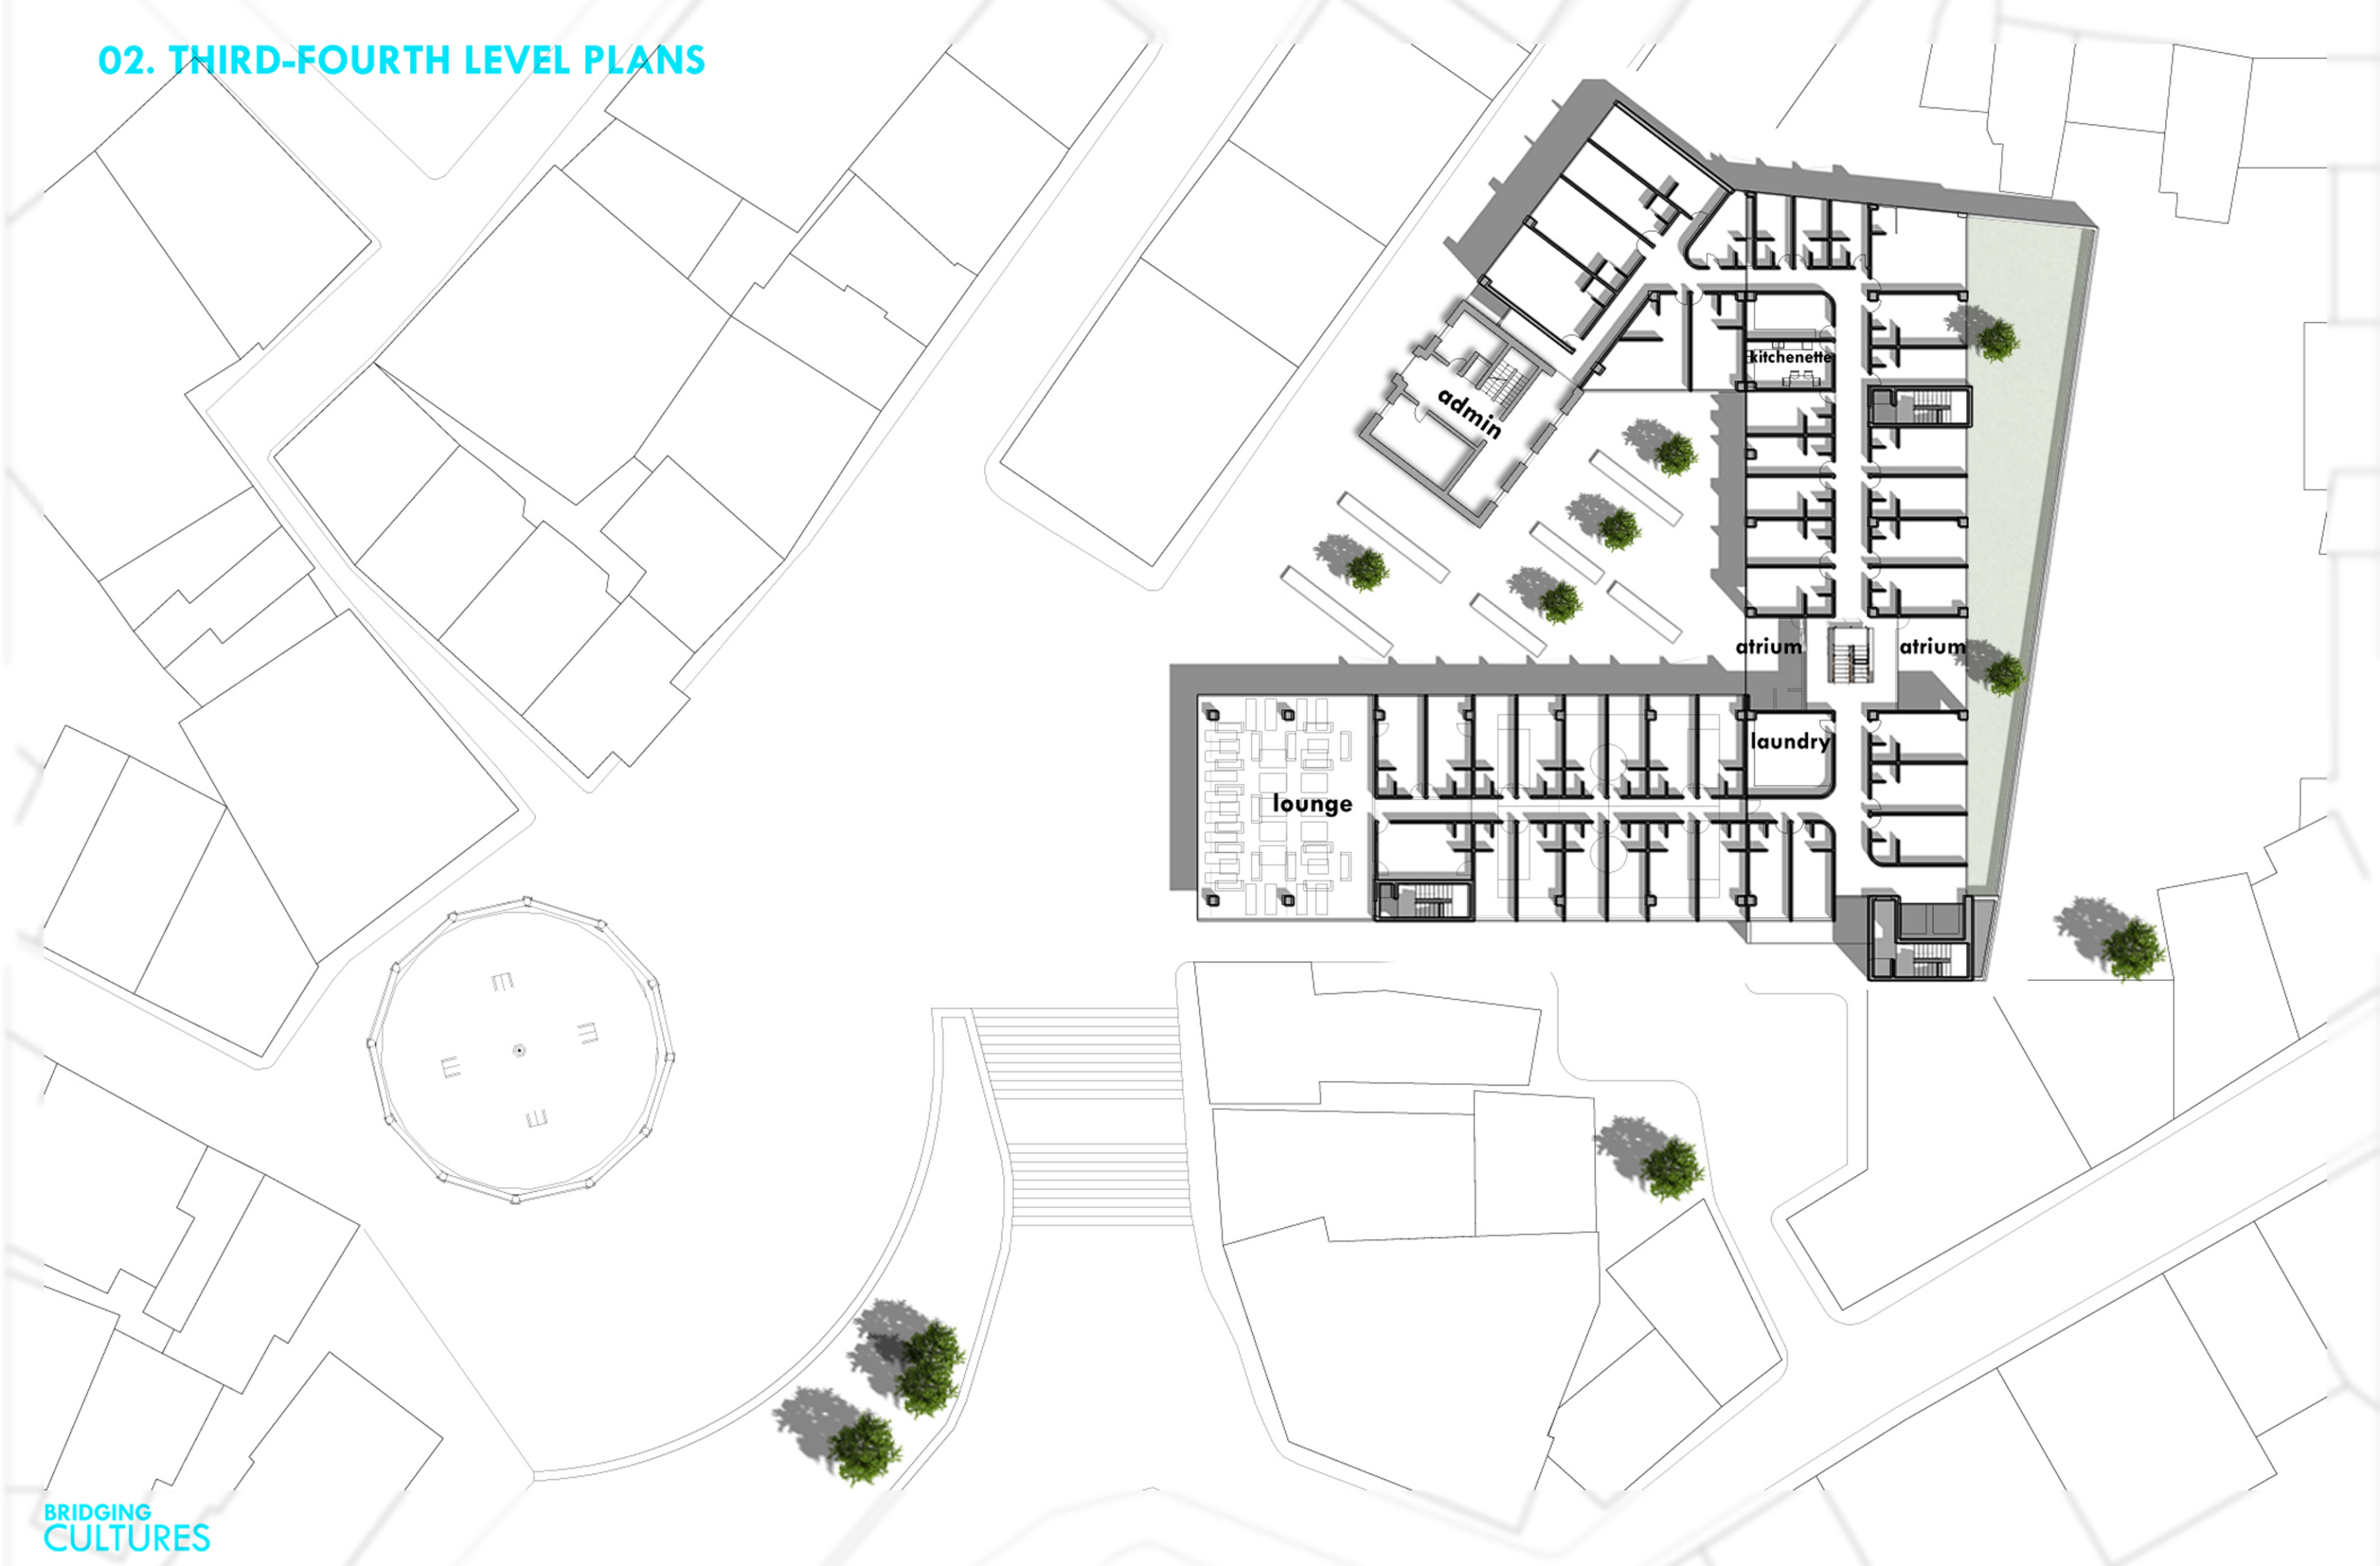 02. THIRD-FOURTH LEVEL PLANS
kitchenette
admin
atrium
atrium
laundry
lounge
BRIDGING
CULTURES